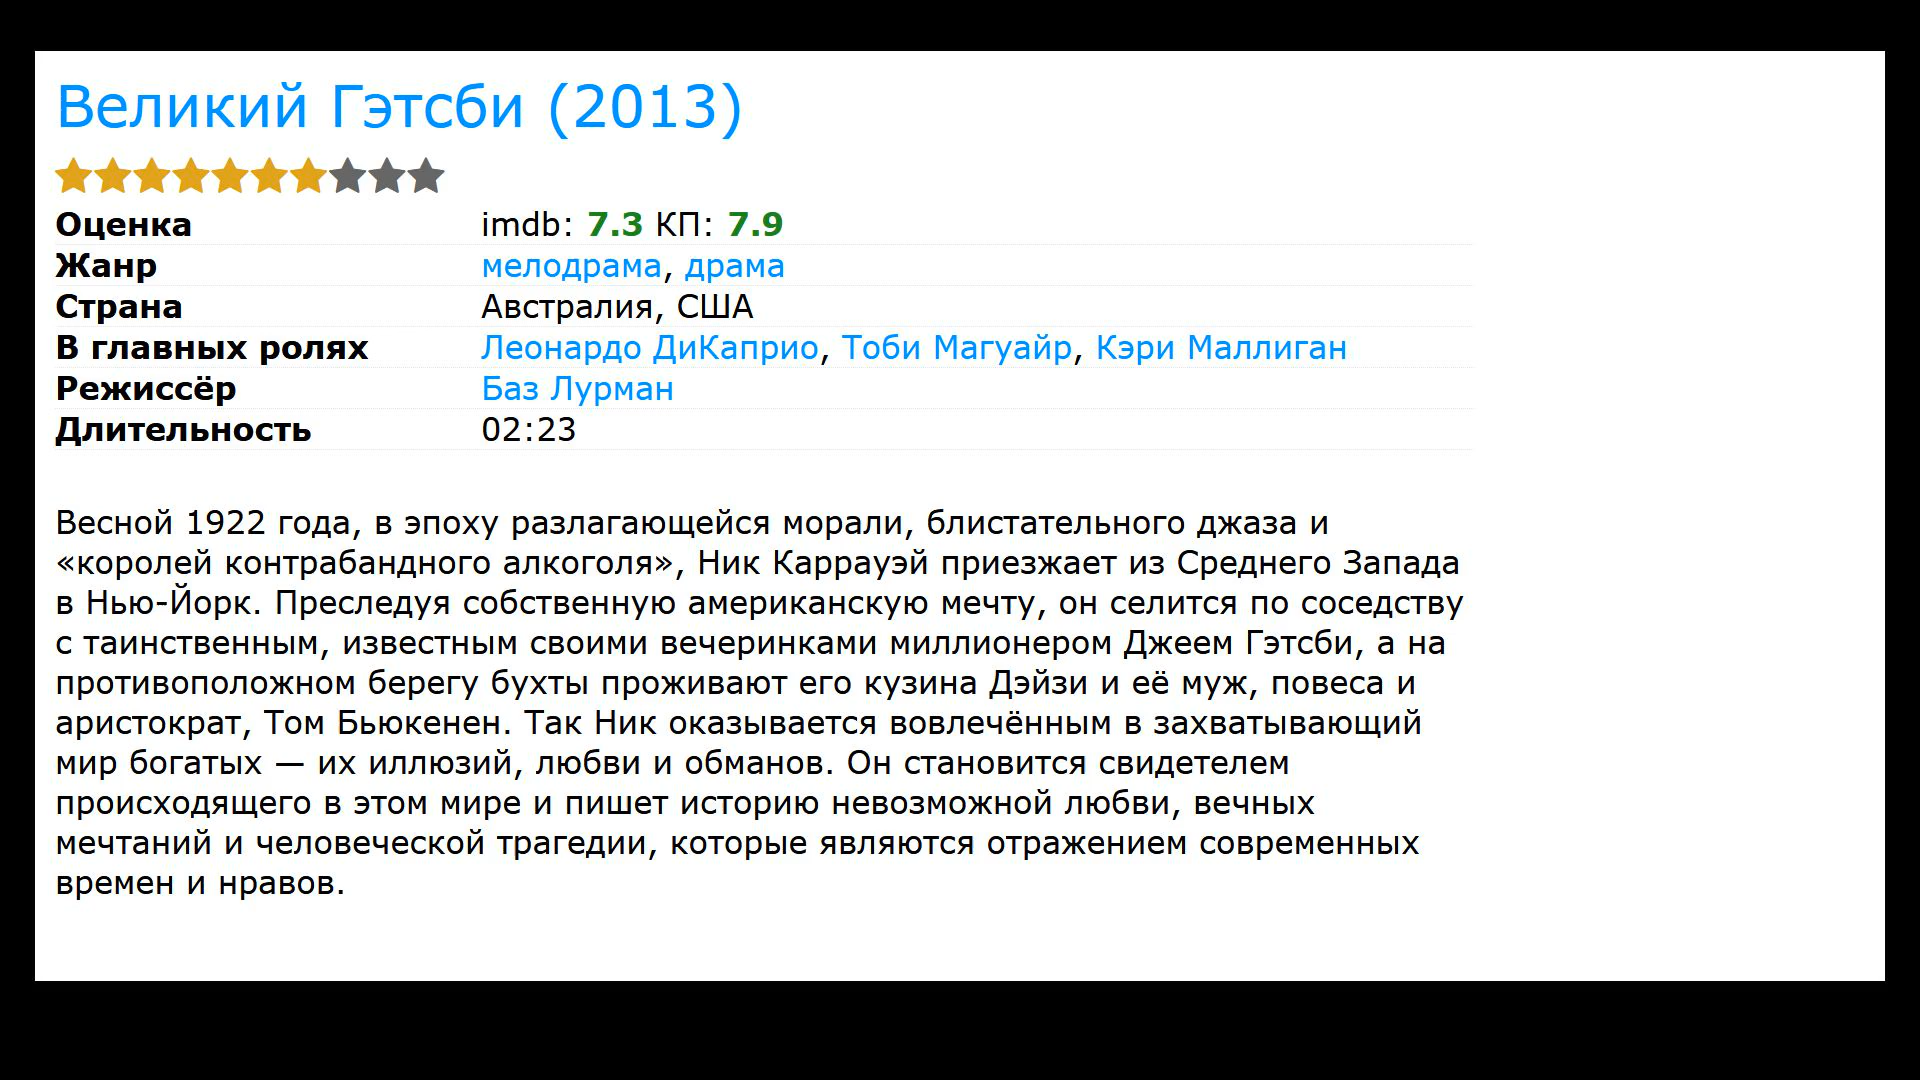 Великий Гэтсби (2013)
Оценка imdb: 7.3 КП: 7.9
Жанр мелодрама, драма
Страна Австралия, США
В главных ролях Леонардо ДиКаприо, Тоби Магуайр, Кэри Маллиган
Режиссёр Баз Лурман
Длительность 02:23
Весной 1922 года, в эпоху разлагающейся морали, блистательного джаза и
«королей контрабандного алкоголя», Ник Каррауэй приезжает из Среднего Запада
в Нью-Йорк. Преследуя собственную американскую мечту, он селится по соседству
с таинственным, известным своими вечеринками миллионером Джеем Гэтсби, а на
противоположном берегу бухты проживают его кузина Дэйзи и её муж, повеса и
аристократ, Том Бьюкенен. Так Ник оказывается вовлечённым в захватывающий
мир богатых — их иллюзий, любви и обманов. Он становится свидетелем
происходящего в этом мире и пишет историю невозможной любви, вечных
мечтаний и человеческой трагедии, которые являются отражением современных
времен и нравов.